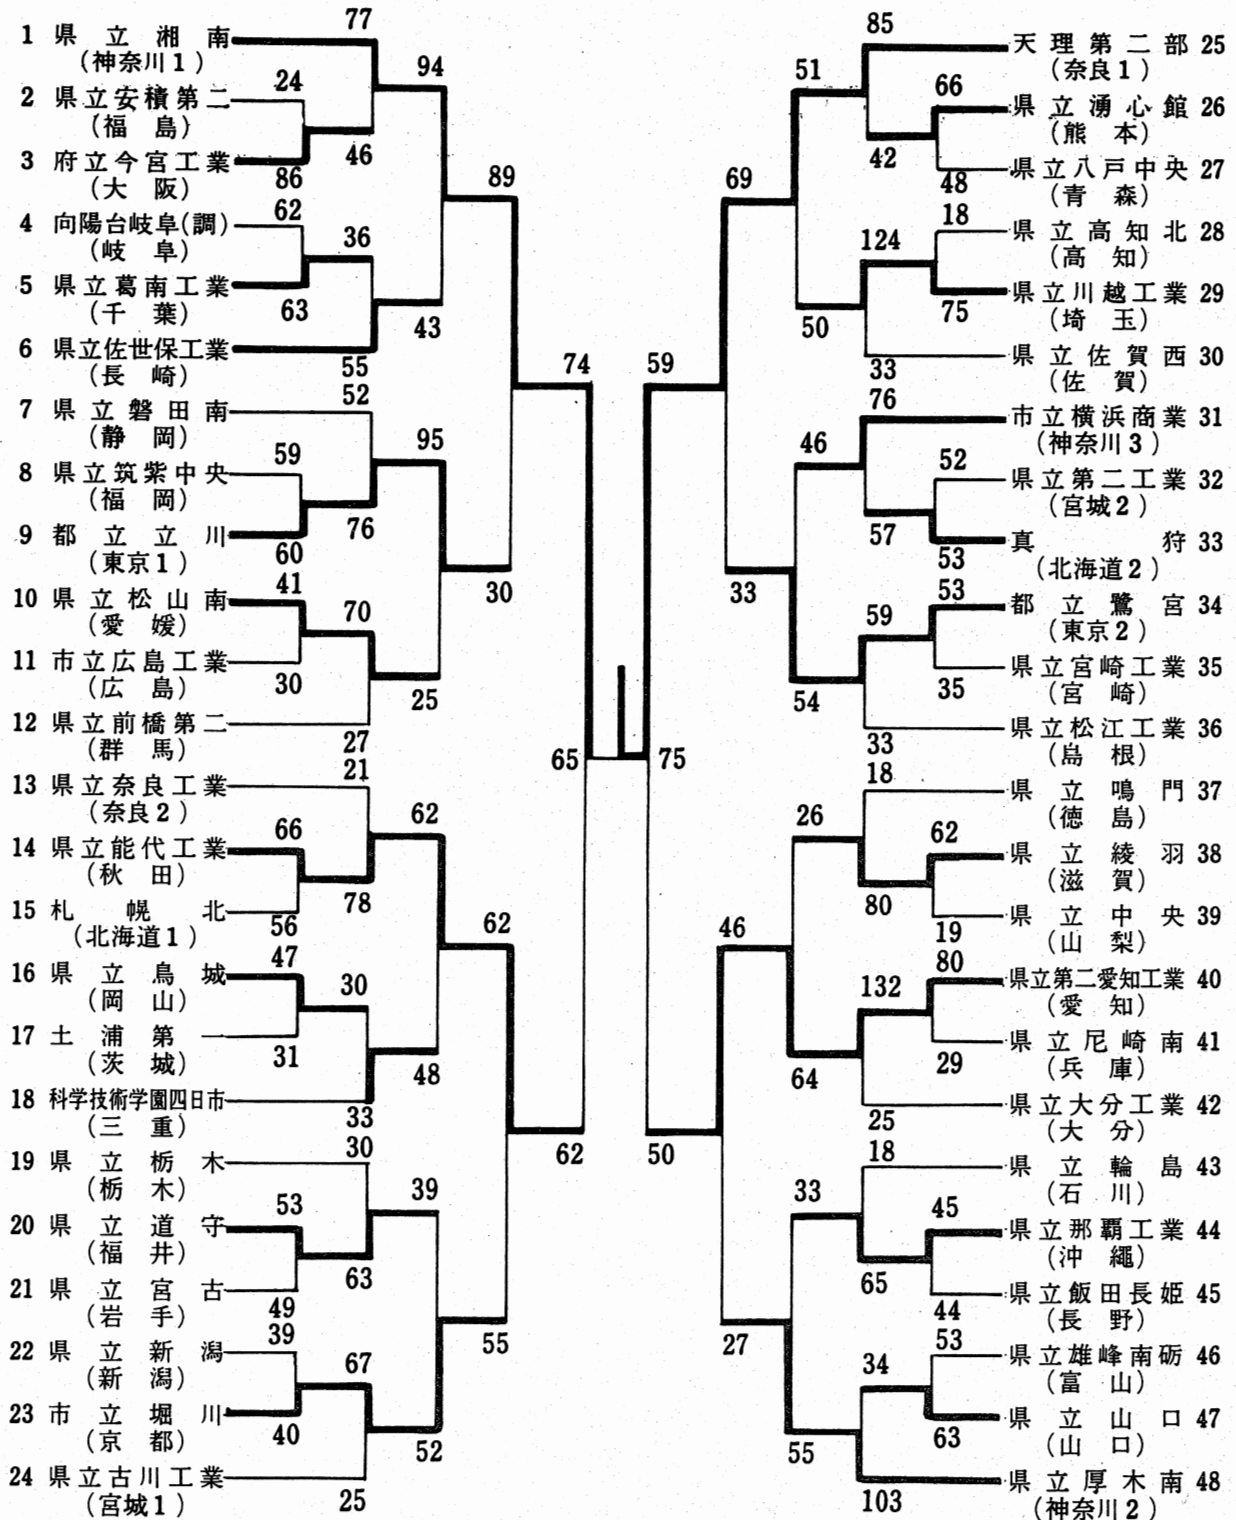 77
1 県立湘南
(神奈川1)
94
24
2 県立安積第二
(福島)
46
3 府立今宮工業
86
(大阪)
89
62
4 向陽台岐阜(調)
(岐阜)
36
5 県立葛南工業
63
(千葉)
43
6 県立佐世保工業
55
(長崎)
74
52
7 県立磐田南
(静岡)
95
59
8 県立筑紫中央
(福岡)
76
9 都立立川
60
(東京1)
30
41
10 県立松山南
(愛媛)
70
11 市立広島工業
30
(広島)
25
12 県立前橋第二
27
(群馬)
65
21
13 県立奈良工業
(奈良2)
62
66
14 県立能代工業
(秋田)
78
15 札幌北
56
(北海道1)
62
47
16 県立烏城
(岡山)
30
17 土浦第一
31
(茨城)
48
18 科学技術学園四日市
33
(三重)
62
30
19 県立栃木
(栃木)
39
53
20 県立道守
(福井)
63
21 県立宮古
49
(岩手)
55
39
22 県立新潟
(新潟)
67
23 市立堀川
40
(京都)
52
24 県立古川工業
25
(宮城1)
85
天理第二部 25
(奈良1)
51
66
県立湧心館 26
(熊本)
42
県立八戸中央 27
48
(青森)
69
18
県立高知北 28
(高知)
124
県立川越工業 29
75
(埼玉)
50
県立佐賀西 30
33
(佐賀)
59
76
市立横浜商業 31
(神奈川3)
46
52
県立第二工業 32
(宮城2)
57
真狩 33
53
(北海道2)
33
53
都立鷺宮 34
(東京2)
59
県立宮崎工業 35
35
(宮崎)
54
県立松江工業 36
33
(島根)
75
18
県立鳴門 37
(徳島)
26
62
県立綾羽 38
(滋賀)
80
県立中央 39
19
(山梨)
46
80
県立第二愛知工業 40
(愛知)
132
県立尼崎南 41
29
(兵庫)
64
県立大分工業 42
25
(大分)
50
18
県立輪島 43
(石川)
33
45
県立那覇工業 44
(沖縄)
65
県立飯田長姫 45
44
(長野)
27
53
県立雄峰南砺 46
(富山)
34
県立山口 47
63
(山口)
55
県立厚木南 48
103
(神奈川2)